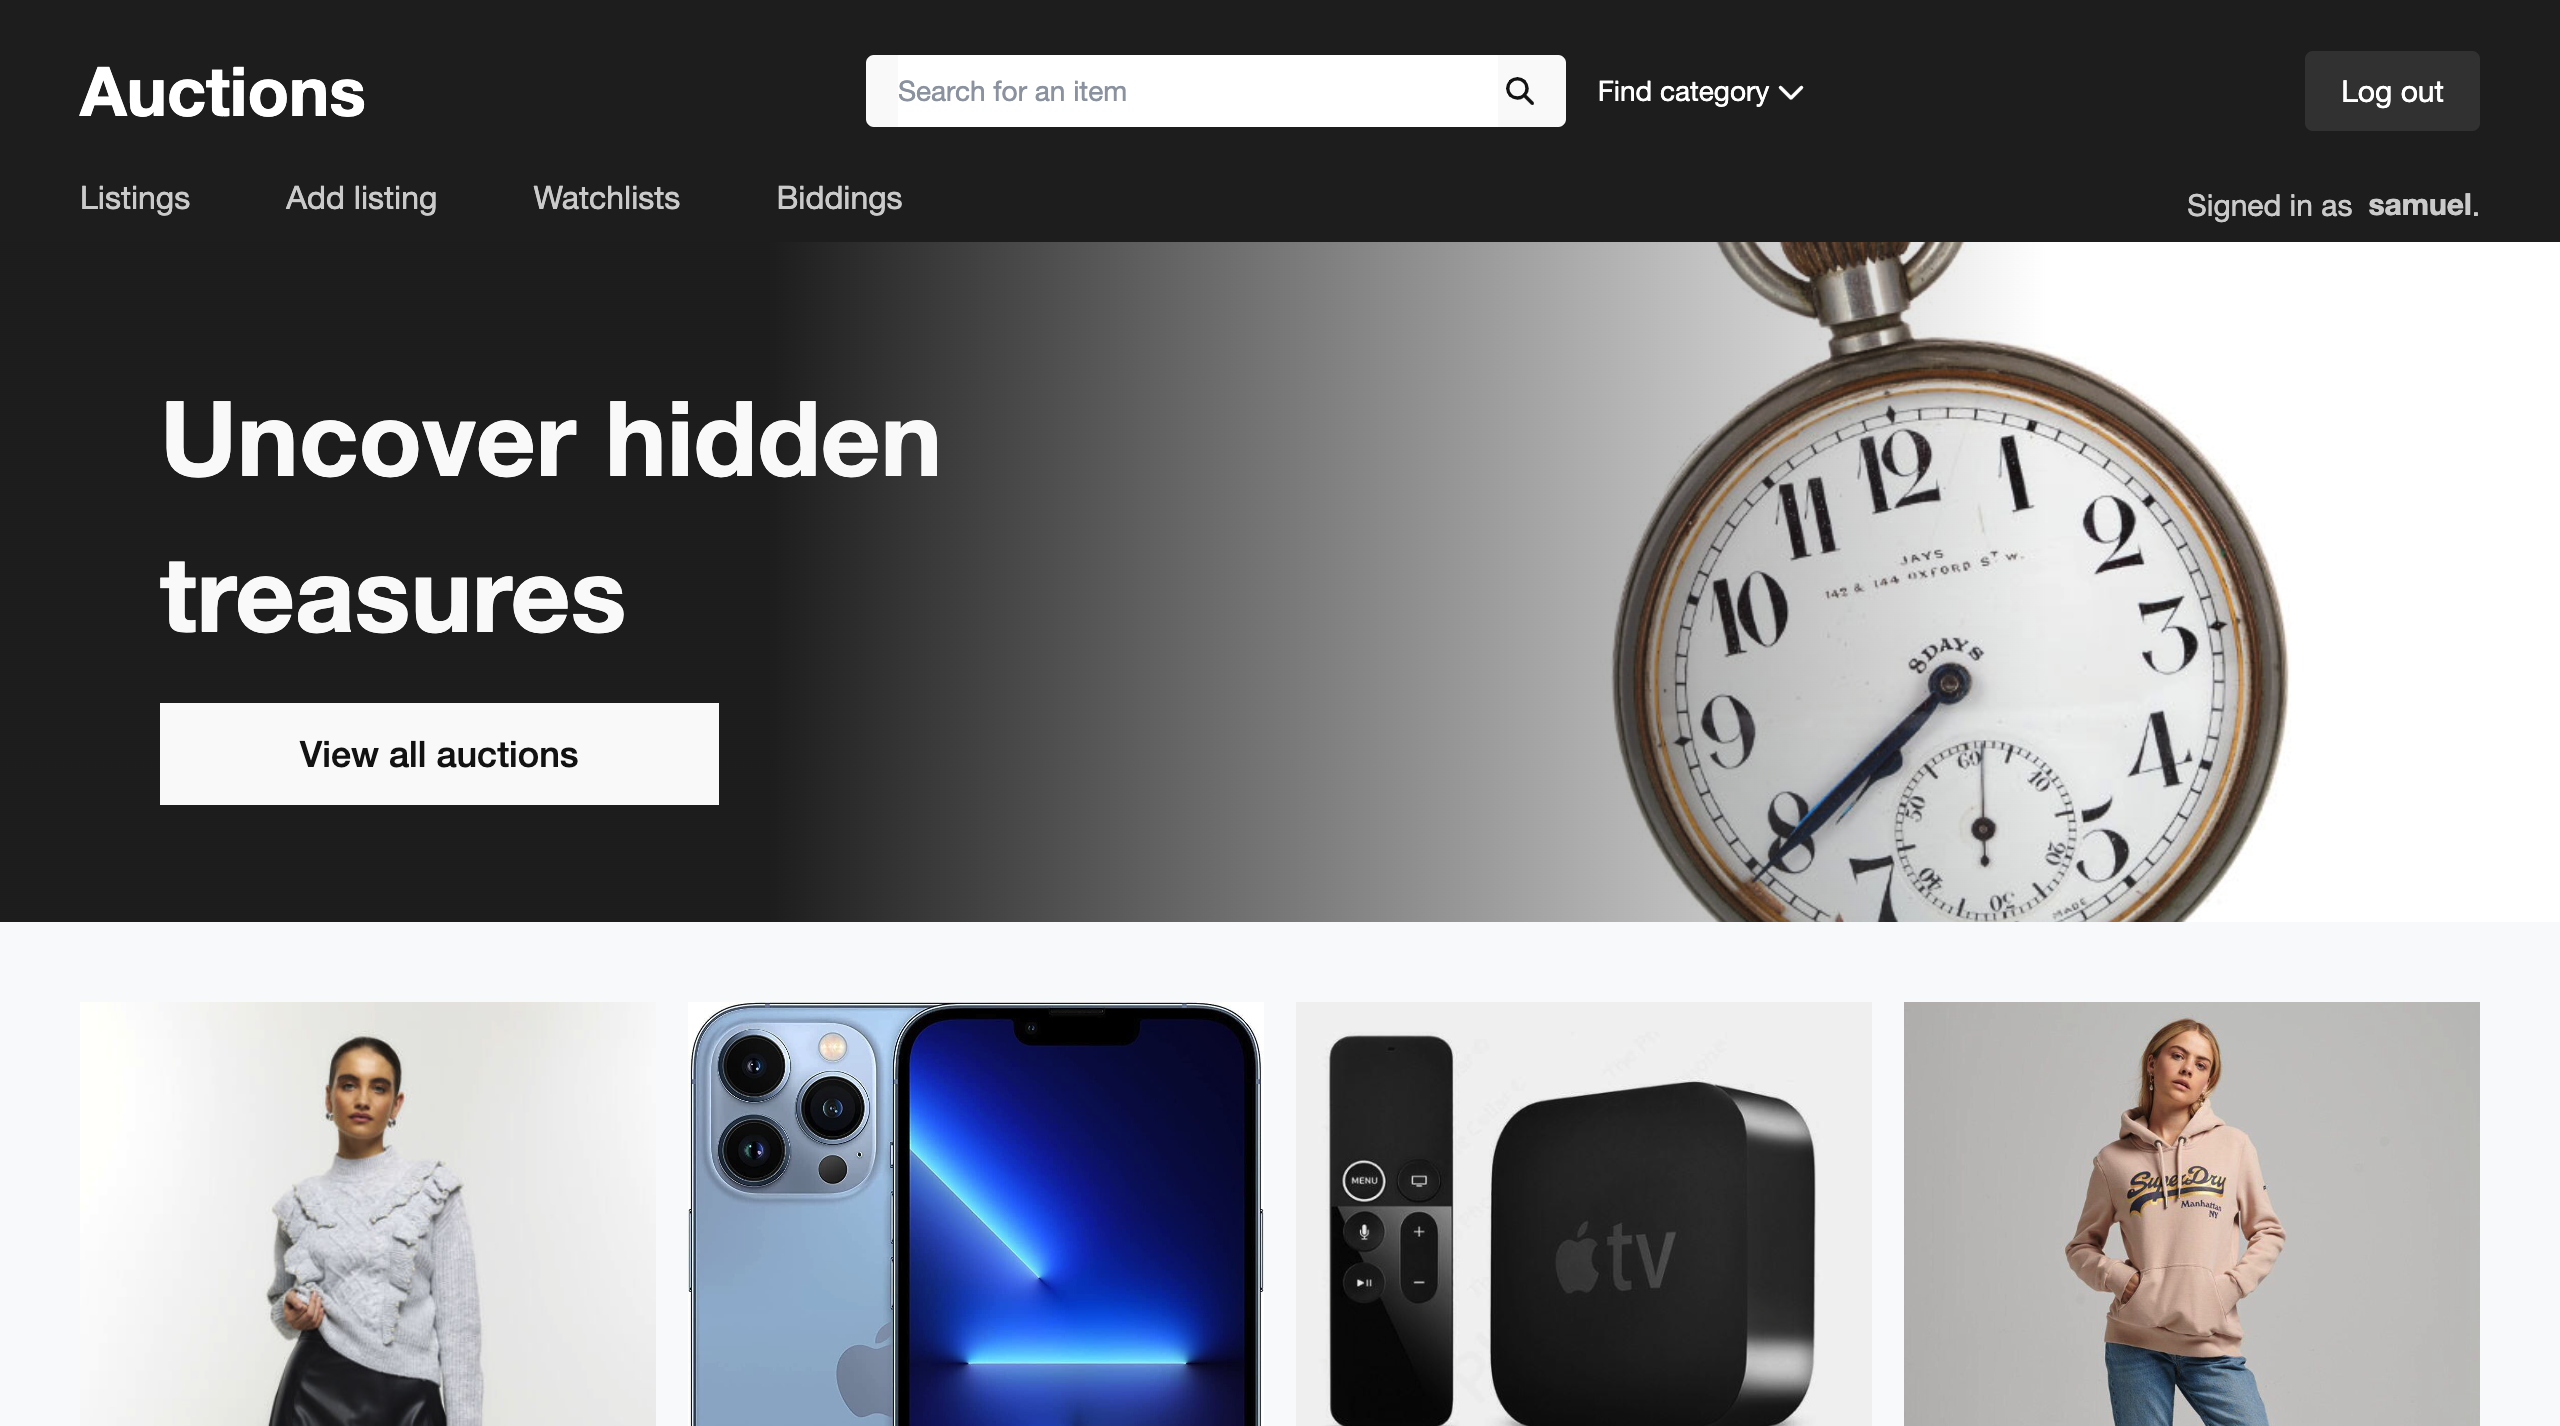 Auctions
Search for an item
Find category
Log out
Listings
Add listing
Watchlists
Biddings
Signed in as samuel.
Uncover hidden
treasures
View all auctions
12
1
2
3
4
5
7
8
9
10
11
JAYS
142 & 144 OXFORD ST W.
8 DAYS
60
10
20
30
40
50
MADE
MENU
tv
SuperDry
Manhattan
NY